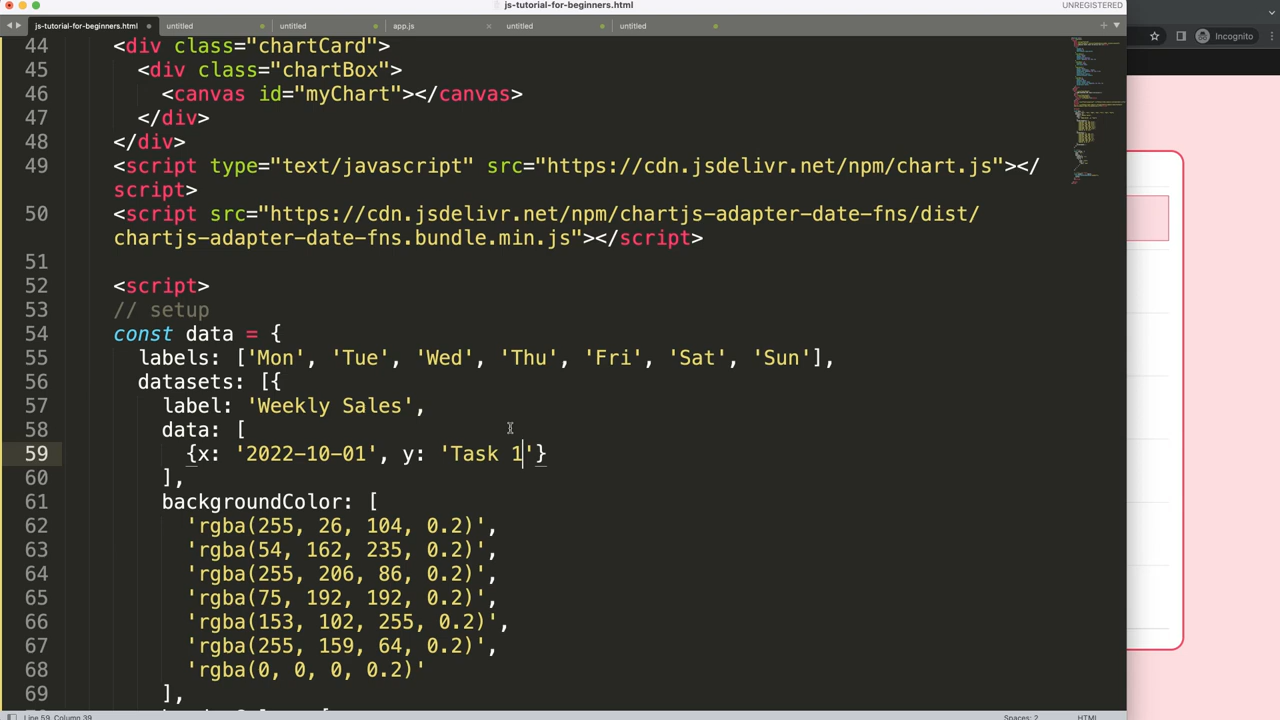 js-tutorial-for-beginners.html
UNREGISTERED
js-tutorial-for-beginners.html
untitled
untitled
app.js
untitled
untitled
Incognito
44 <div class="chartCard">
45 <div class="chartBox">
46 <canvas id="myChart"></canvas>
47 </div>
48 </div>
49 <script type="text/javascript" src="https://cdn.jsdelivr.net/npm/chart.js"></
script>
50 <script src="https://cdn.jsdelivr.net/npm/chartjs-adapter-date-fns/dist/
chartjs-adapter-date-fns.bundle.min.js"></script>
51
52 <script>
53 // setup
54 const data = {
55 labels: ['Mon', 'Tue', 'Wed', 'Thu', 'Fri', 'Sat', 'Sun'],
56 datasets: [{
57 label: 'Weekly Sales',
58 data: [
59 {x: '2022-10-01', y: 'Task 1'}
60 ],
61 backgroundColor: [
62 'rgba(255, 26, 104, 0.2)',
63 'rgba(54, 162, 235, 0.2)',
64 'rgba(255, 206, 86, 0.2)',
65 'rgba(75, 192, 192, 0.2)',
66 'rgba(153, 102, 255, 0.2)',
67 'rgba(255, 159, 64, 0.2)',
68 'rgba(0, 0, 0, 0.2)'
69 ],
Line 59, Column 39
Spaces: 2
HTML